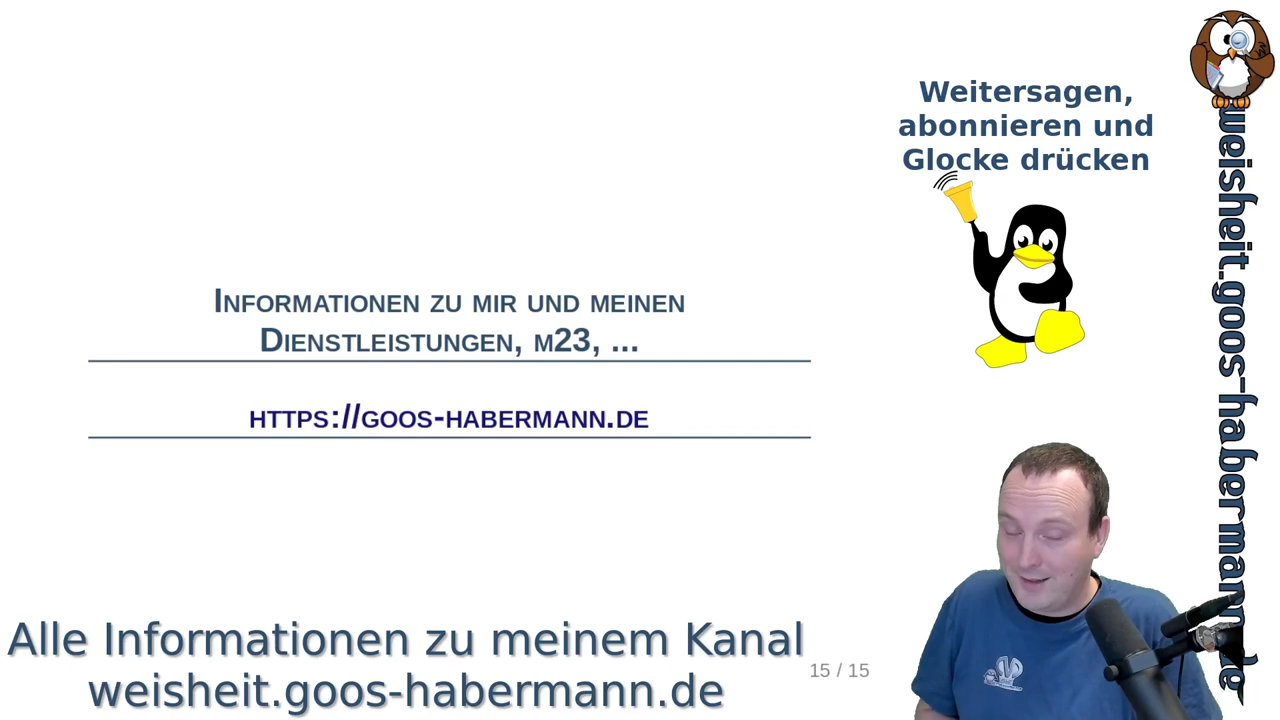 Weitersagen,
abonnieren und
Glocke drücken
Informationen zu mir und meinen
Dienstleistungen, m23, ...
https://goos-habermann.de
Alle Informationen zu meinem Kanal
weisheit.goos-habermann.de
15 / 15
weisheit.goos-habermann.de